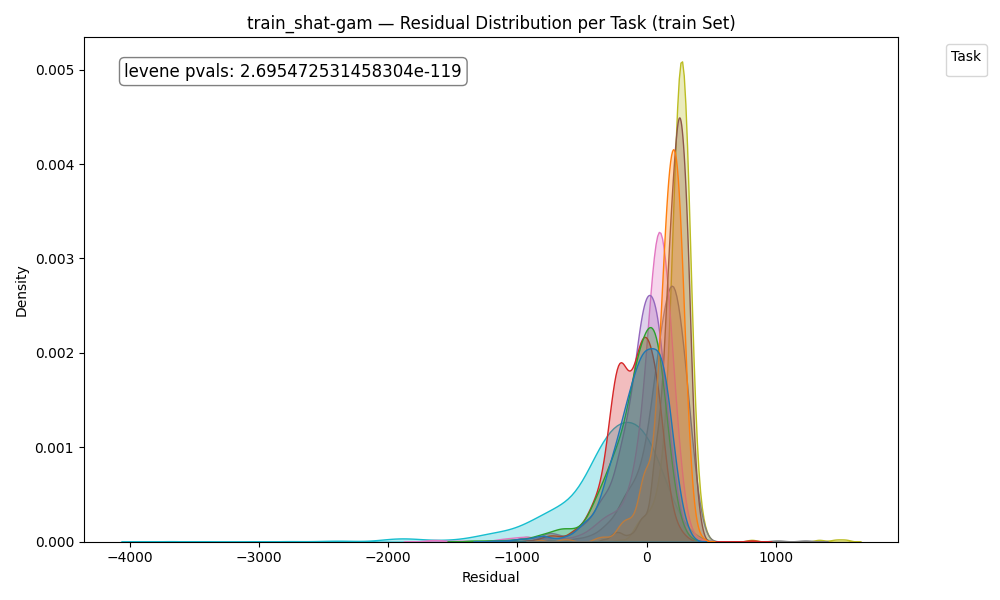 train_shat-gam — Residual Distribution per Task (train Set)
levene pvals: 2.695472531458304e-119
Task
0.005
0.004
0.003
0.002
0.001
0.000
Density
−4000 −3000 −2000 −1000 0 1000
Residual